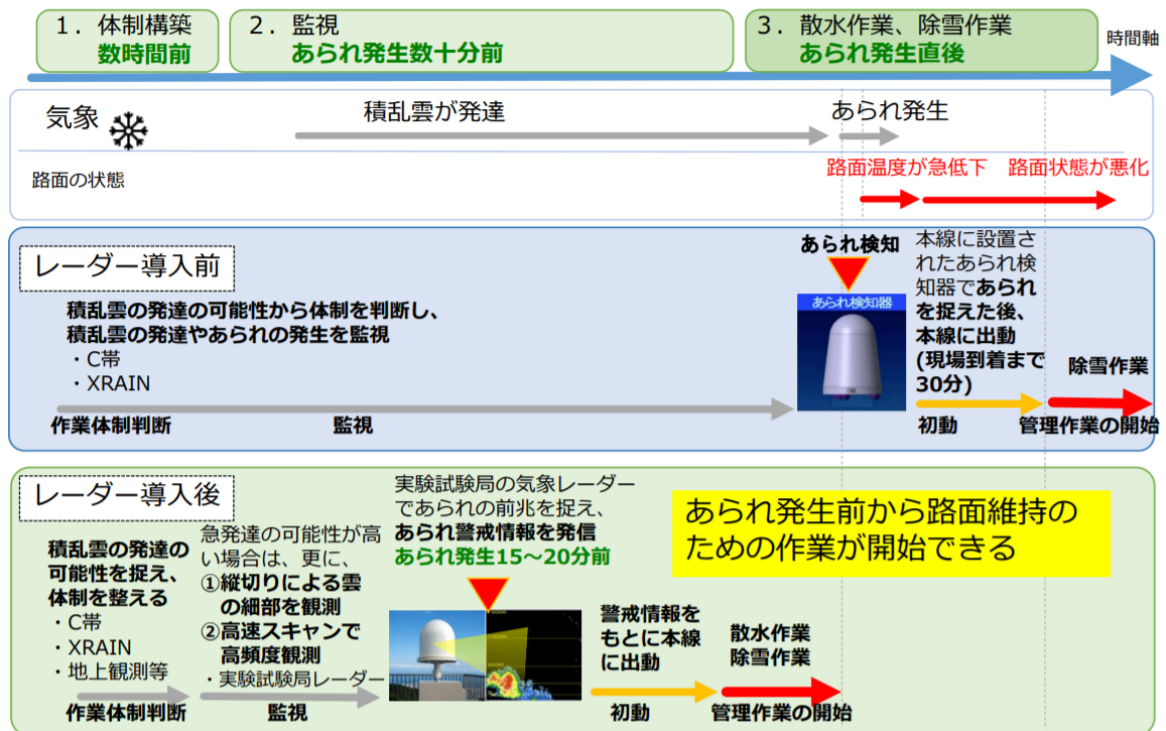 1．体制構築
数時間前
2．監視
あられ発生数十分前
3．散水作業、除雪作業
あられ発生直後
時間軸
気象
積乱雲が発達
あられ発生
路面の状態
路面温度が急低下
路面状態が悪化
レーダー導入前
積乱雲の発達の可能性から体制を判断し、
積乱雲の発達やあられの発生を監視
・C帯
・XRAIN
作業体制判断
監視
あられ検知
あられ検知器
本線に設置さ
れたあられ検
知器であられ
を捉えた後、
本線に出動
(現場到着まで
30分)
初動
除雪作業
管理作業の開始
レーダー導入後
積乱雲の発達の
可能性を捉え、
体制を整える
・C帯
・XRAIN
・地上観測等
作業体制判断
急発達の可能性が高
い場合は、更に、
①縦切りによる雲
の細部を観測
②高速スキャンで
高頻度観測
・実験試験局レーダー
監視
実験試験局の気象レーダー
であられの前兆を捉え、
あられ警戒情報を発信
あられ発生15～20分前
警戒情報を
もとに本線
に出動
初動
散水作業
除雪作業
管理作業の開始
あられ発生前から路面維持の
ための作業が開始できる